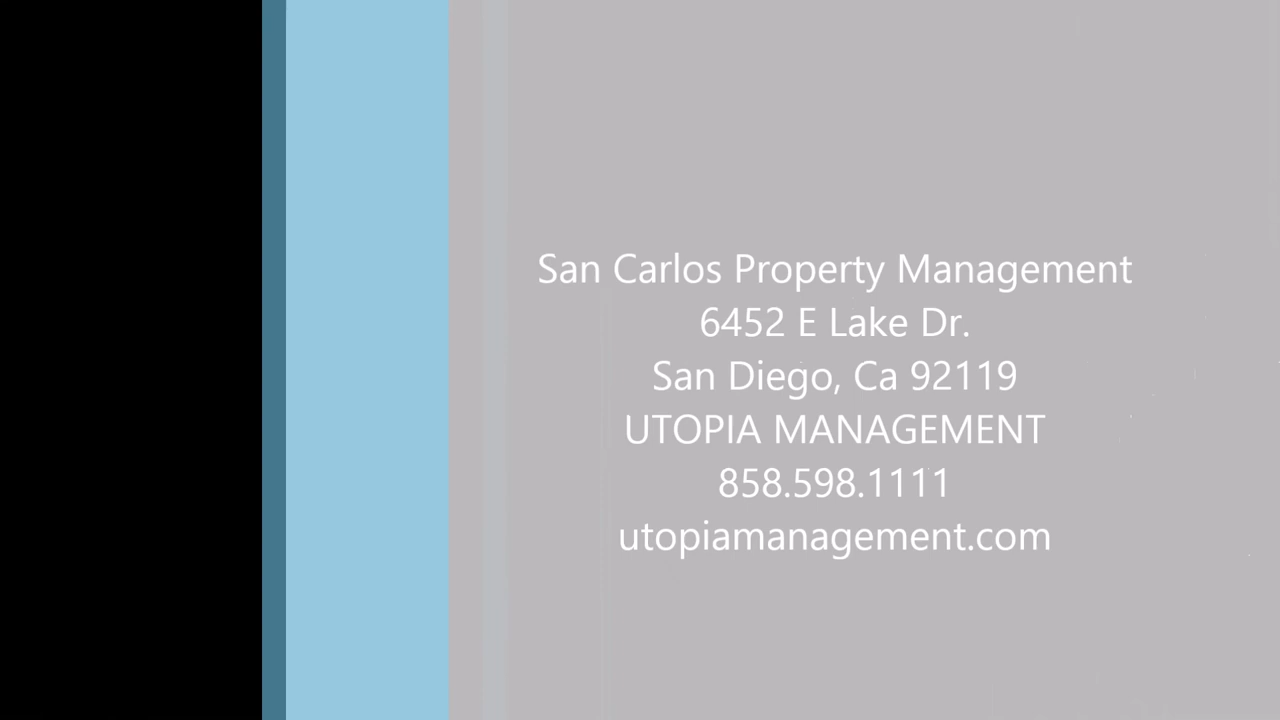 San Carlos Property Management
6452 E Lake Dr.
San Diego, Ca 92119
UTOPIA MANAGEMENT
858.598.1111
utopiamanagement.com